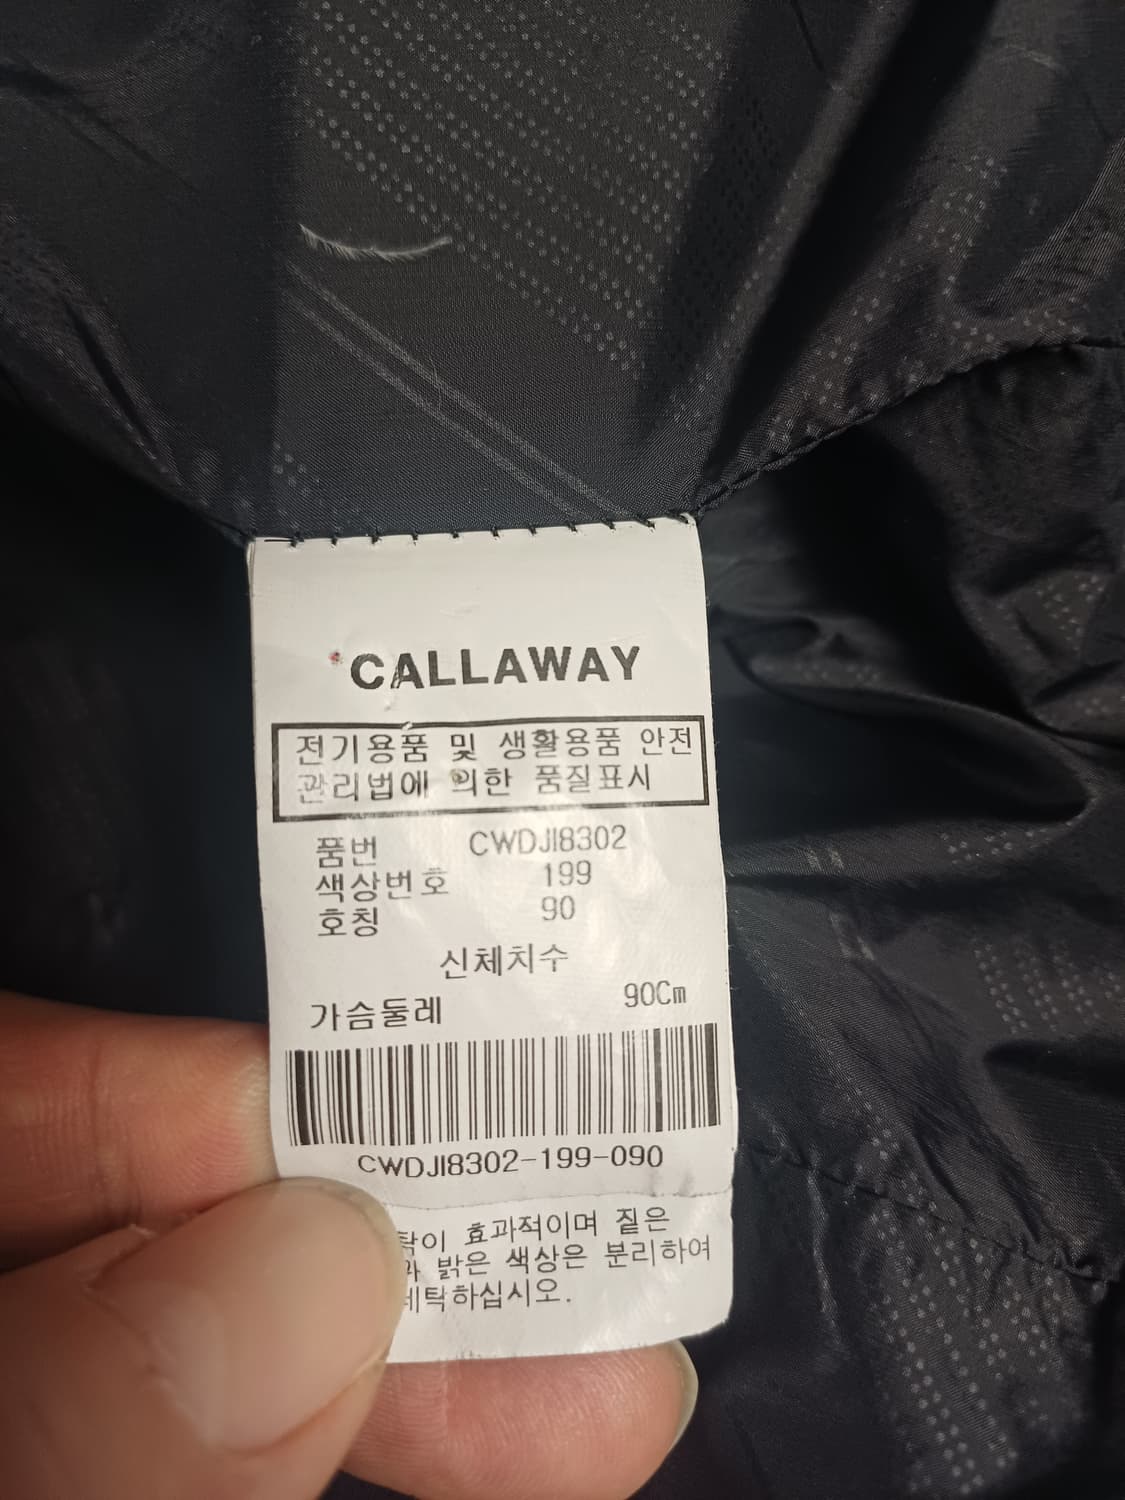 CALLAWAY
전기용품 및 생활용품 안전
관리법에 의한 품질표시
품번 CWDJI8302
색상번호 199
호칭 90
신체치수
가슴둘레 90Cm
CWDJI8302-199-090
효과적이며 짙은
밝은 색상은 분리하여
세탁하십시오.